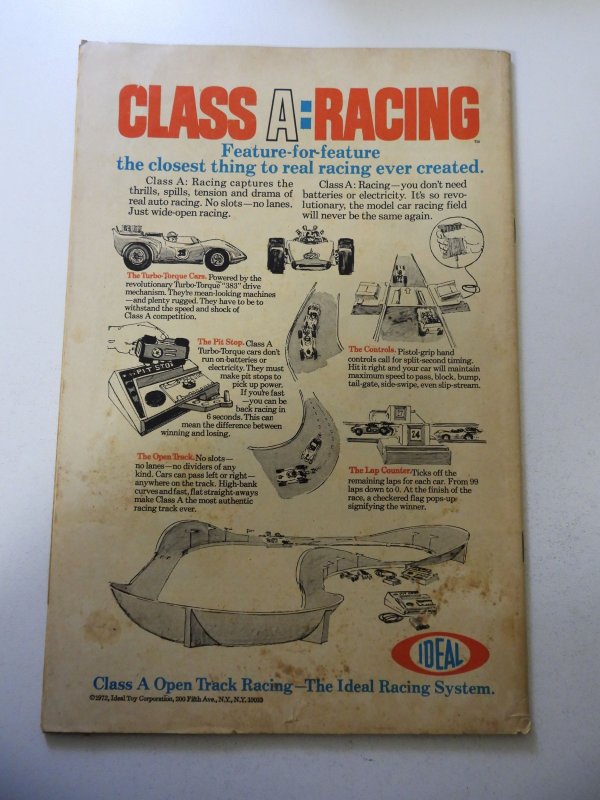 CLASS A:RACING™
Feature-for-feature
the closest thing to real racing ever created.
Class A: Racing captures the
thrills, spills, tension and drama of
real auto racing. No slots—no lanes.
Just wide-open racing.
Class A: Racing—you don't need
batteries or electricity. It's so revo-
lutionary, the model car racing field
will never be the same again.
The Turbo-Torque Cars. Powered by the
revolutionary Turbo-Torque "383" drive
mechanism. They're mean-looking machines
—and plenty rugged. They have to be to
withstand the speed and shock of
Class A competition.
The Pit Stop. Class A
Turbo-Torque cars don't
run on batteries or
electricity. They must
make pit stops to
pick up power.
If you're fast
—you can be
back racing in
6 seconds. This can
mean the difference between
winning and losing.
PIT STOP
The Controls. Pistol-grip hand
controls call for split-second timing.
Hit it right and your car will maintain
maximum speed to pass, block, bump,
tail-gate, side-swipe, even slip-stream.
The Open Track. No slots—
no lanes—no dividers of any
kind. Cars can pass left or right—
anywhere on the track. High-bank
curves and fast, flat straight-aways
make Class A the most authentic
racing track ever.
The Lap Counter. Ticks off the
remaining laps for each car. From 99
laps down to 0. At the finish of the
race, a checkered flag pops-up
signifying the winner.
IDEAL
Class A Open Track Racing—The Ideal Racing System.
©1972, Ideal Toy Corporation, 200 Fifth Ave., N.Y., N.Y. 10010